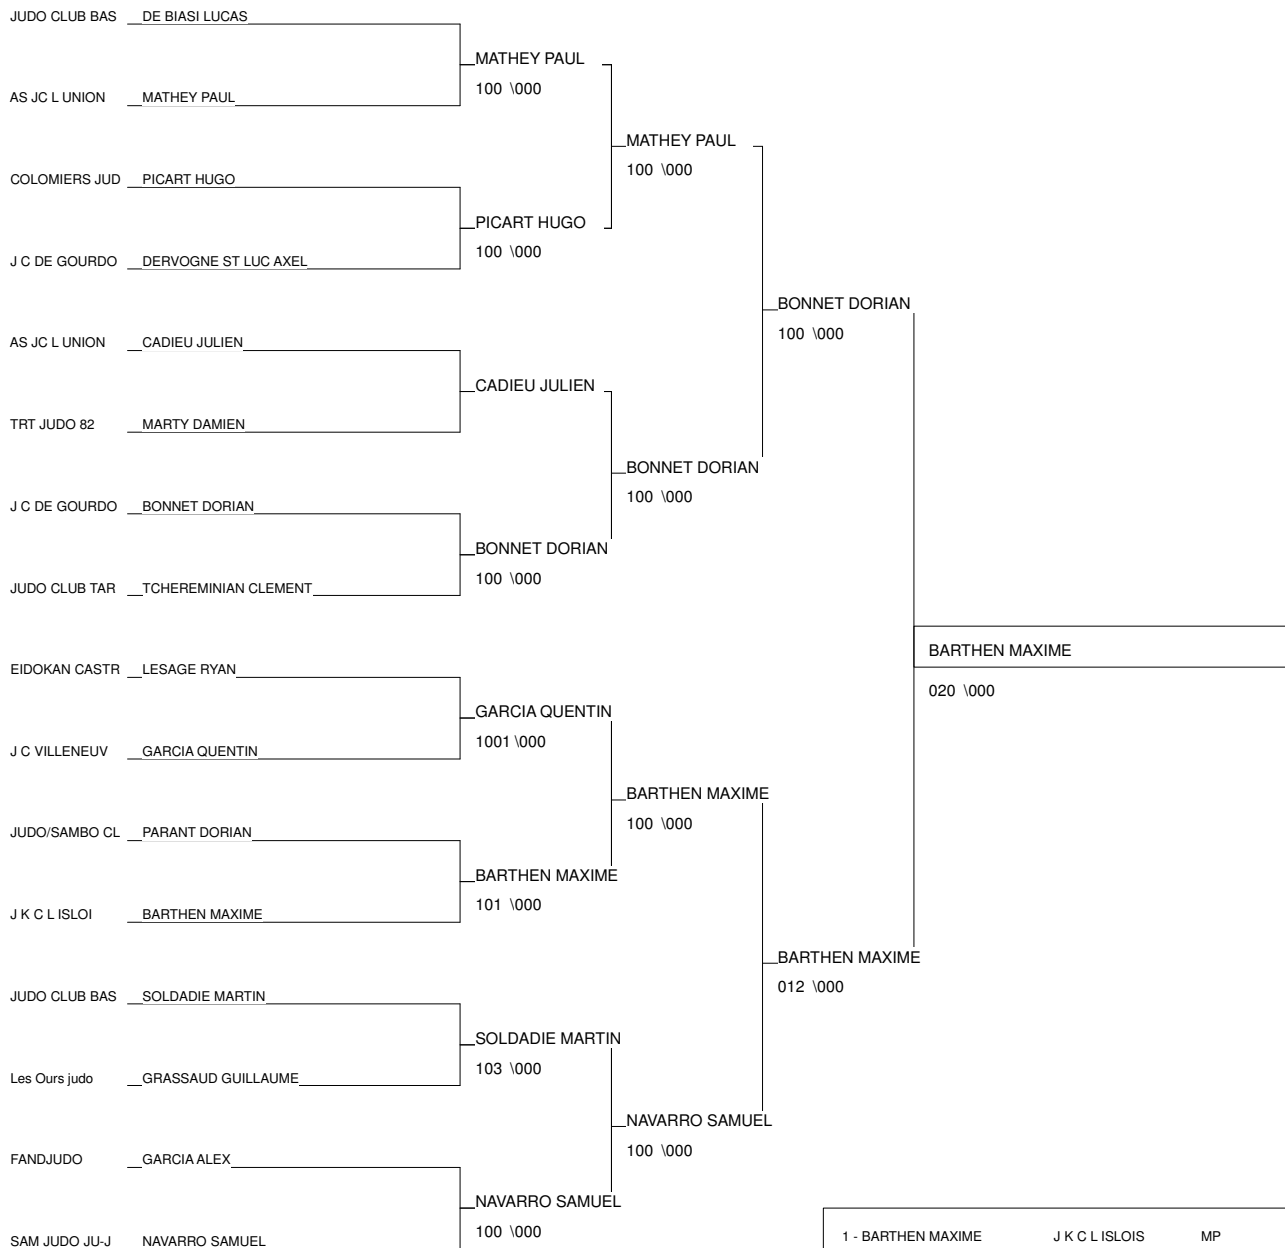 JUDO CLUB BAS DE BIASI LUCAS
MATHEY PAUL
100 \000
AS JC L UNION MATHEY PAUL
MATHEY PAUL
100 \000
COLOMIERS JUD PICART HUGO
PICART HUGO
100 \000
J C DE GOURDO DERVOGNE ST LUC AXEL
BONNET DORIAN
100 \000
AS JC L UNION CADIEU JULIEN
CADIEU JULIEN
TRT JUDO 82 MARTY DAMIEN
BONNET DORIAN
100 \000
J C DE GOURDO BONNET DORIAN
BONNET DORIAN
100 \000
JUDO CLUB TAR TCHEREMINIAN CLEMENT
BARTHEN MAXIME
020 \000
EIDOKAN CASTR LESAGE RYAN
GARCIA QUENTIN
1001 \000
J C VILLENEUV GARCIA QUENTIN
BARTHEN MAXIME
100 \000
JUDO/SAMBO CL PARANT DORIAN
BARTHEN MAXIME
101 \000
J K C L ISLOI BARTHEN MAXIME
BARTHEN MAXIME
012 \000
JUDO CLUB BAS SOLDADIE MARTIN
SOLDADIE MARTIN
103 \000
Les Ours judo GRASSAUD GUILLAUME
NAVARRO SAMUEL
100 \000
FANDJUDO GARCIA ALEX
NAVARRO SAMUEL
100 \000
SAM JUDO JU-J NAVARRO SAMUEL
1 - BARTHEN MAXIME J K C L ISLOIS MP